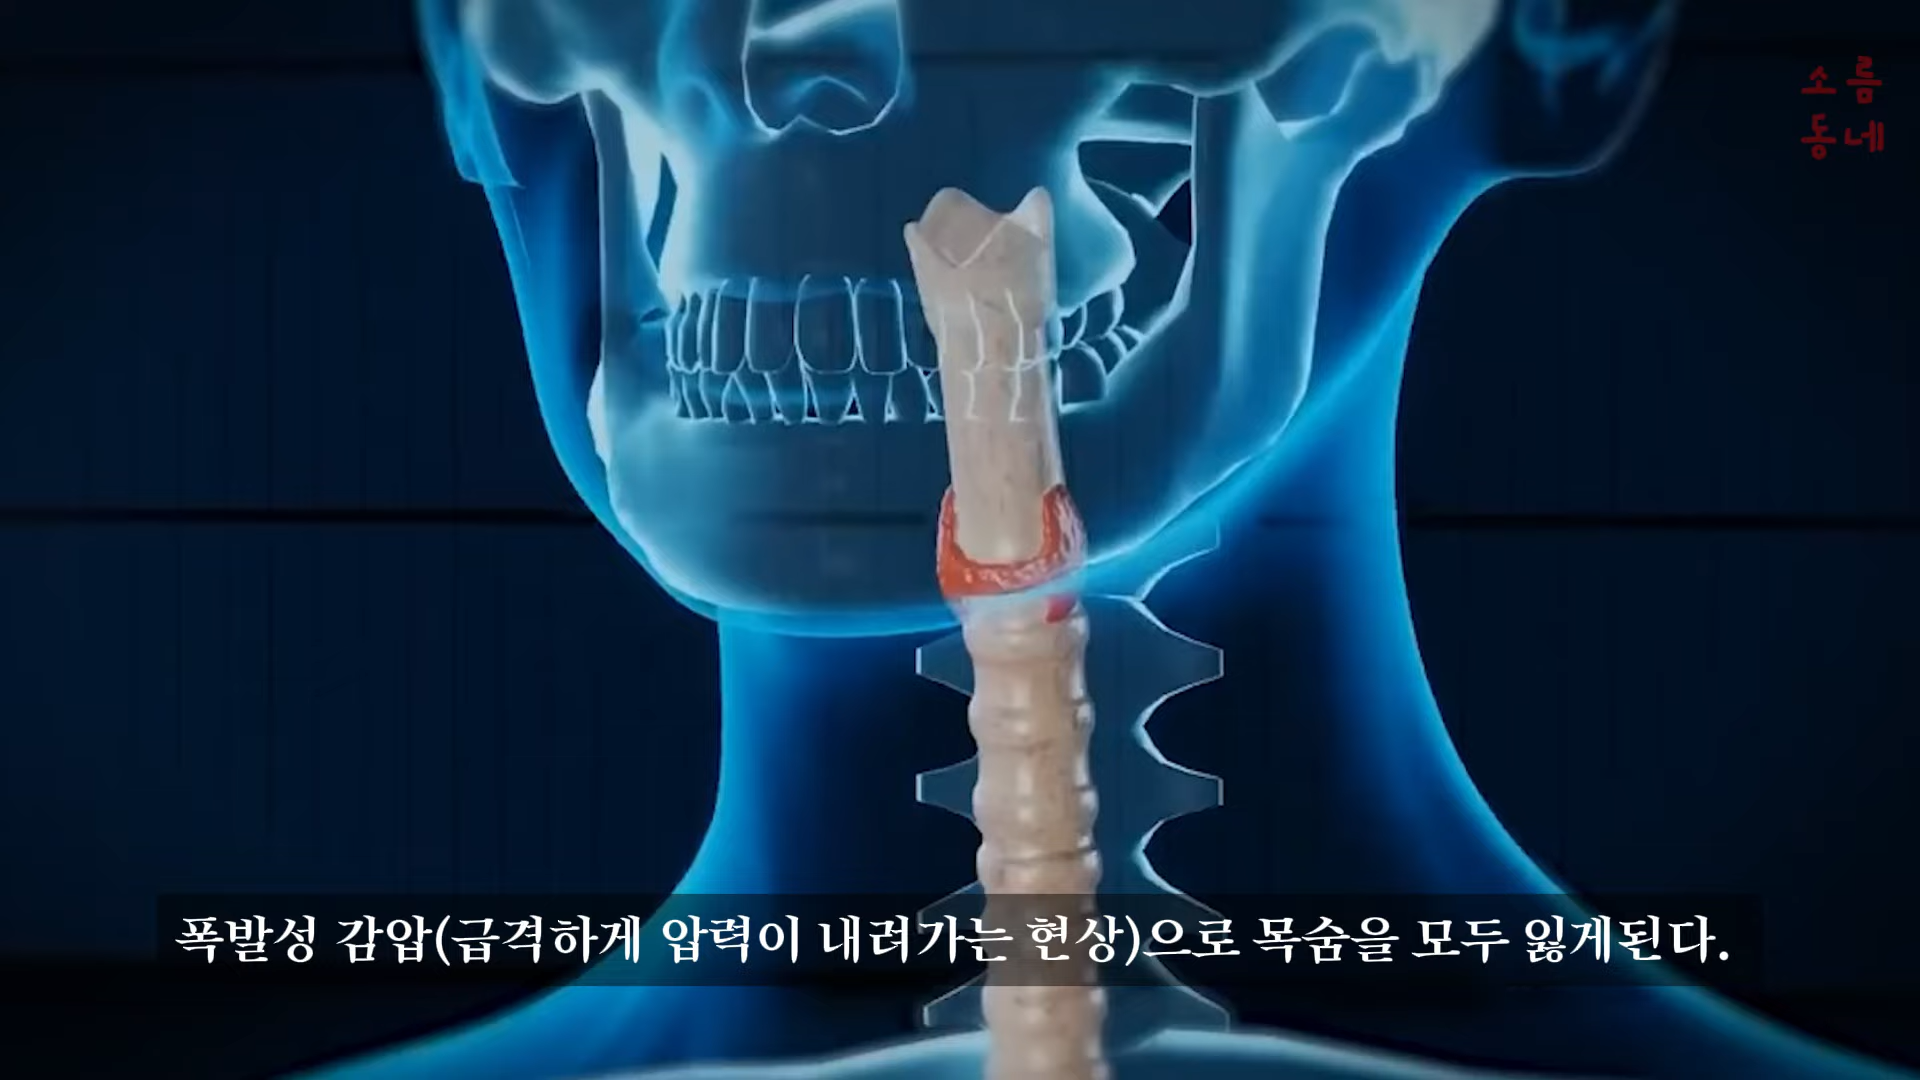 소름
동네
폭발성 감압(급격하게 압력이 내려가는 현상)으로 목숨을 모두 잃게된다.